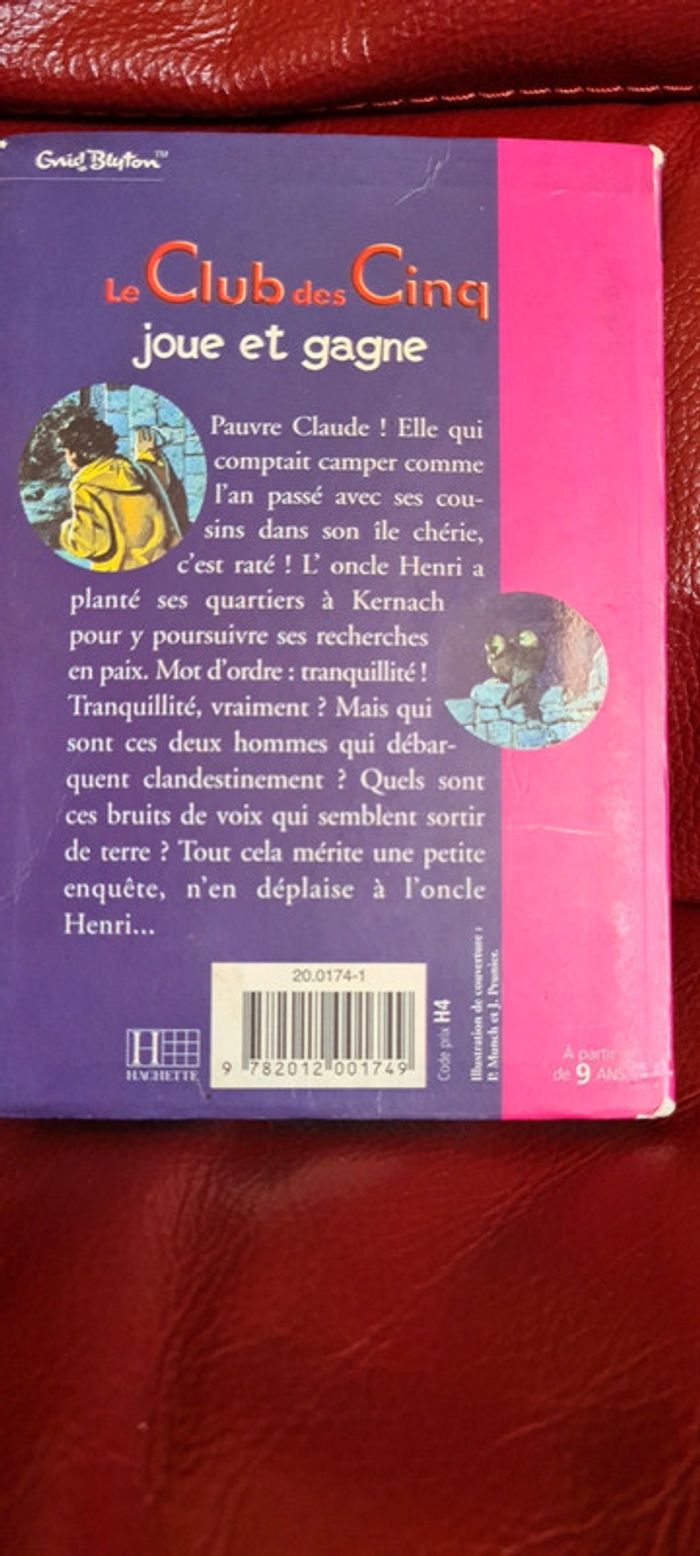 Enid Blyton™
Le Club des Cinq
joue et gagne
Pauvre Claude ! Elle qui
comptait camper comme
l'an passé avec ses cou-
sins dans son île chérie,
c'est raté ! L' oncle Henri a
planté ses quartiers à Kernach
pour y poursuivre ses recherches
en paix. Mot d'ordre : tranquillité !
Tranquillité, vraiment ? Mais qui
sont ces deux hommes qui débar-
quent clandestinement ? Quels sont
ces bruits de voix qui semblent sortir
de terre ? Tout cela mérite une petite
enquête, n'en déplaise à l'oncle
Henri...
20.0174-1
9 782012 001749
H
HACHETTE
Code prix H4
Illustration de couverture :
P. Munch et J. Prunier.
À partir
de 9 ANS